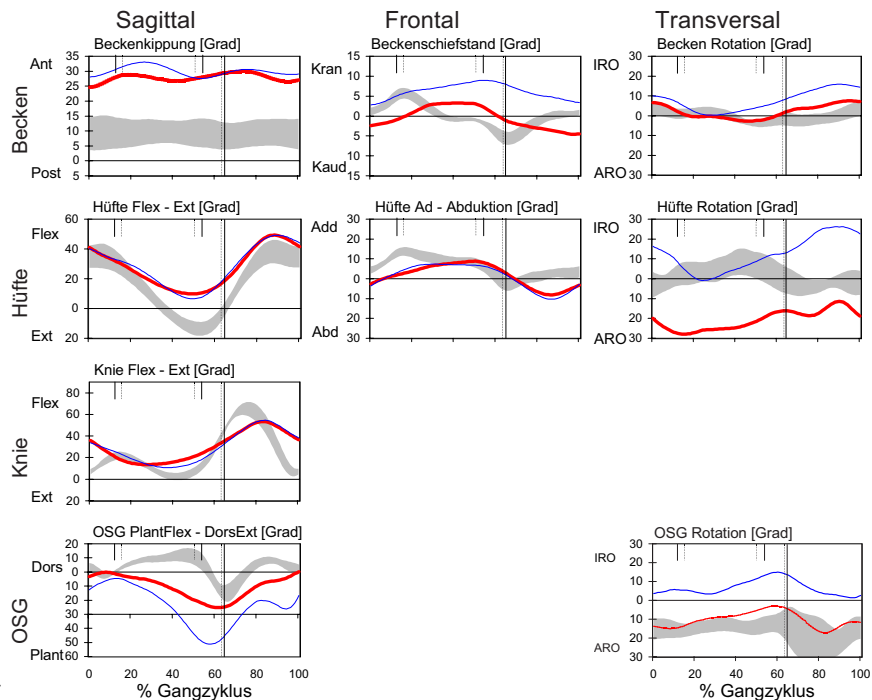 Sagittal Frontal Transversal
Becken
Beckenkippung [Grad]
Ant
Post
35
30
25
20
15
10
5
0
5
Beckenschiefstand [Grad]
Kran
Kaud
15
10
5
0
5
10
15
Becken Rotation [Grad]
IRO
ARO
30
20
10
0
10
20
30
Hüfte
Hüfte Flex - Ext [Grad]
Flex
Ext
60
40
20
0
20
Hüfte Ad - Abduktion [Grad]
Add
Abd
30
20
10
0
10
20
30
Hüfte Rotation [Grad]
IRO
ARO
30
20
10
0
10
20
30
Knie
Knie Flex - Ext [Grad]
Flex
Ext
80
60
40
20
0
20
OSG
OSG PlantFlex - DorsExt [Grad]
Dors
Plant
20
10
0
10
20
30
40
50
60
0 20 40 60 80 100
% Gangzyklus
OSG Rotation [Grad]
IRO
ARO
30
20
10
0
10
20
30
0 20 40 60 80 100
% Gangzyklus